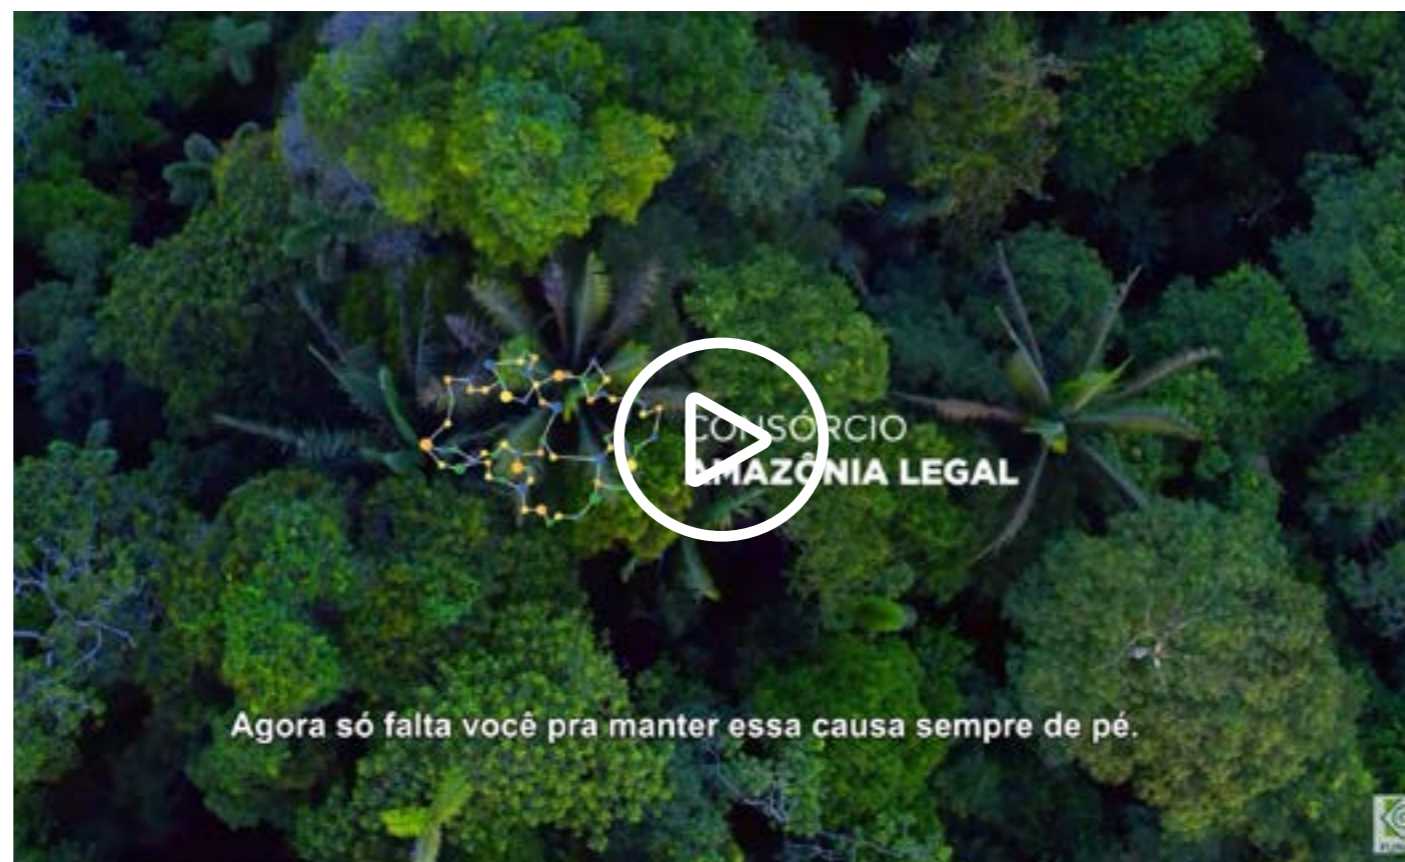 CONSÓRCIO
AMAZÔNIA LEGAL
Agora só falta você pra manter essa causa sempre de pé.